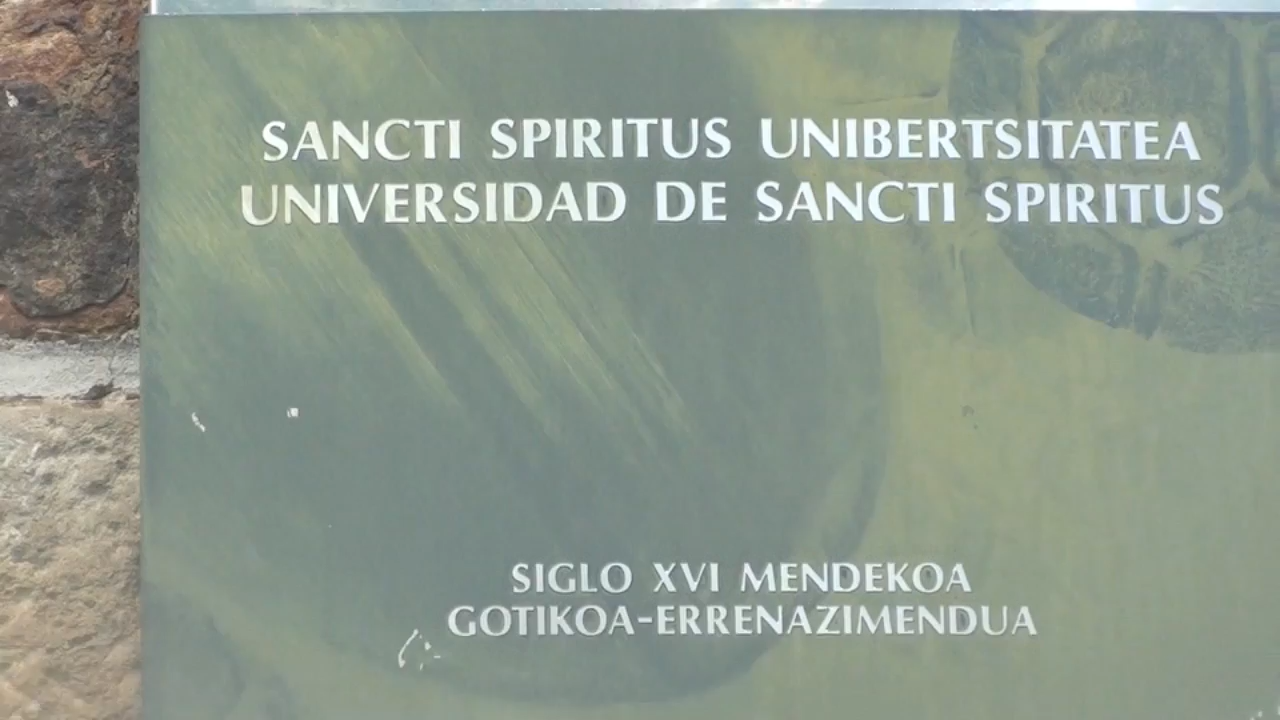 SANCTI SPIRITUS UNIBERTSITATEA
UNIVERSIDAD DE SANCTI SPIRITUS
SIGLO XVI MENDEKOA
GOTIKOA-ERRENAZIMENDUA